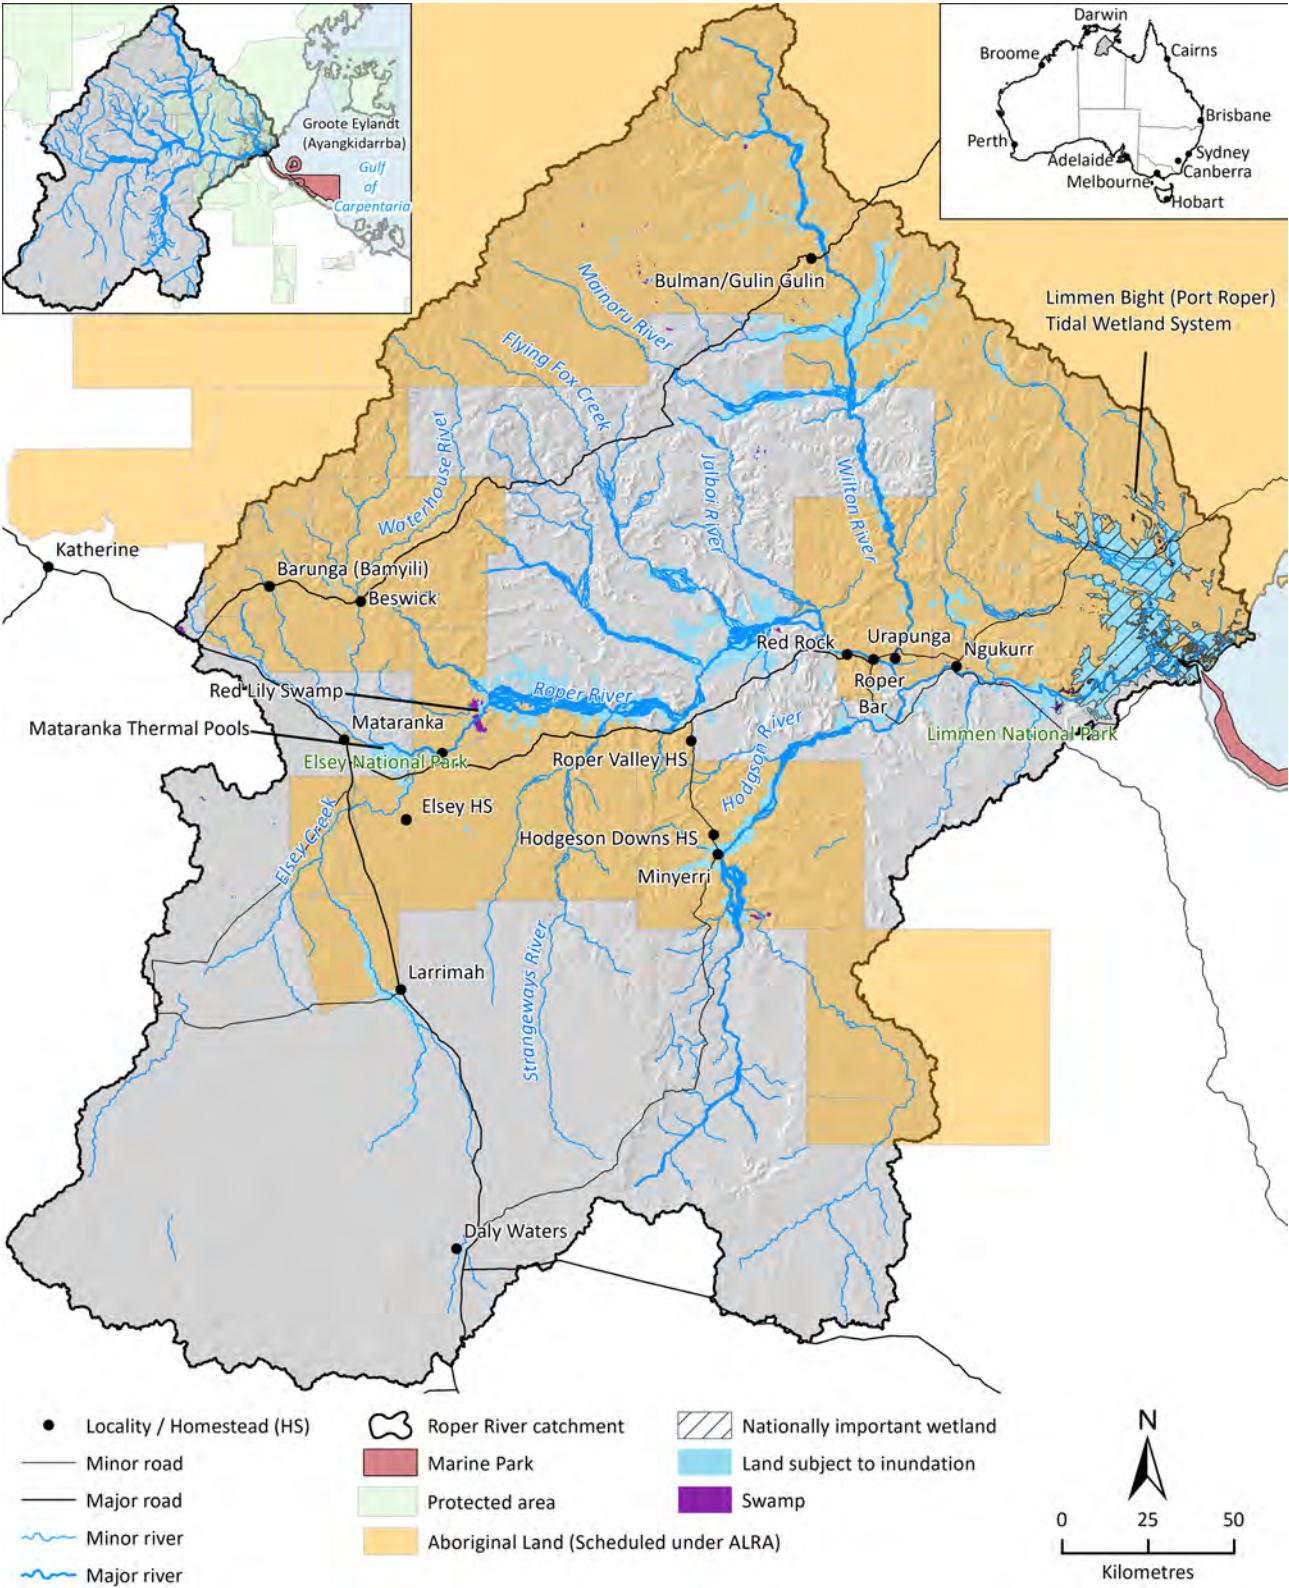 Groote Eylandt
(Ayangkidarrba)
Gulf
of
Carpentaria
Darwin
Broome
Cairns
Brisbane
Perth
Adelaide
Sydney
Canberra
Melbourne
Hobart
Bulman/Gulin Gulin
Mainoru River
Limmen Bight (Port Roper)
Tidal Wetland System
Flying Fox Creek
Waterhouse River
Jalbor River
Wilton River
Katherine
Barunga (Bamyili)
Beswick
Red Rock
Urapunga
Ngukurr
Roper
Bar
Red Lily Swamp
Roper River
Mataranka
Mataranka Thermal Pools
Elsey National Park
Roper Valley HS
Hodgson River
Limmen National Park
Elsey HS
Elsey Creek
Hodgeson Downs HS
Minyerri
Larrimah
Strangeways River
Daly Waters
Locality / Homestead (HS)
Minor road
Major road
Minor river
Major river
Roper River catchment
Marine Park
Protected area
Aboriginal Land (Scheduled under ALRA)
Nationally important wetland
Land subject to inundation
Swamp
N
0 25 50
Kilometres